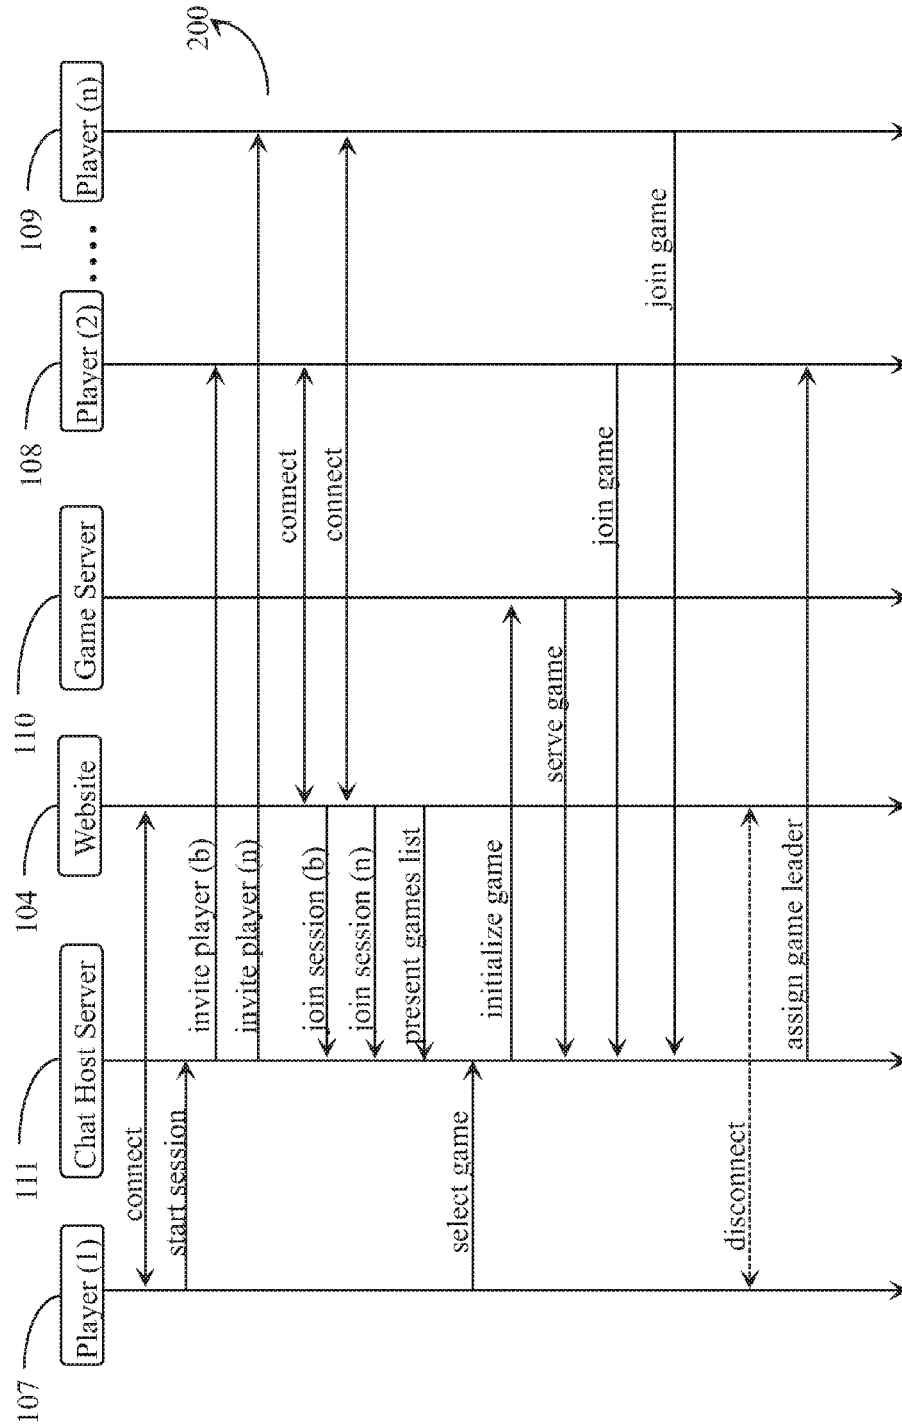 200
107
111
104
110
108
109
Player (1)
Chat Host Server
Website
Game Server
Player (2)
....
Player (n)
connect
start session
invite player (b)
invite player (n)
connect
join session (b)
connect
join session (n)
present games list
select game
initialize game
serve game
join game
join game
disconnect
assign game leader